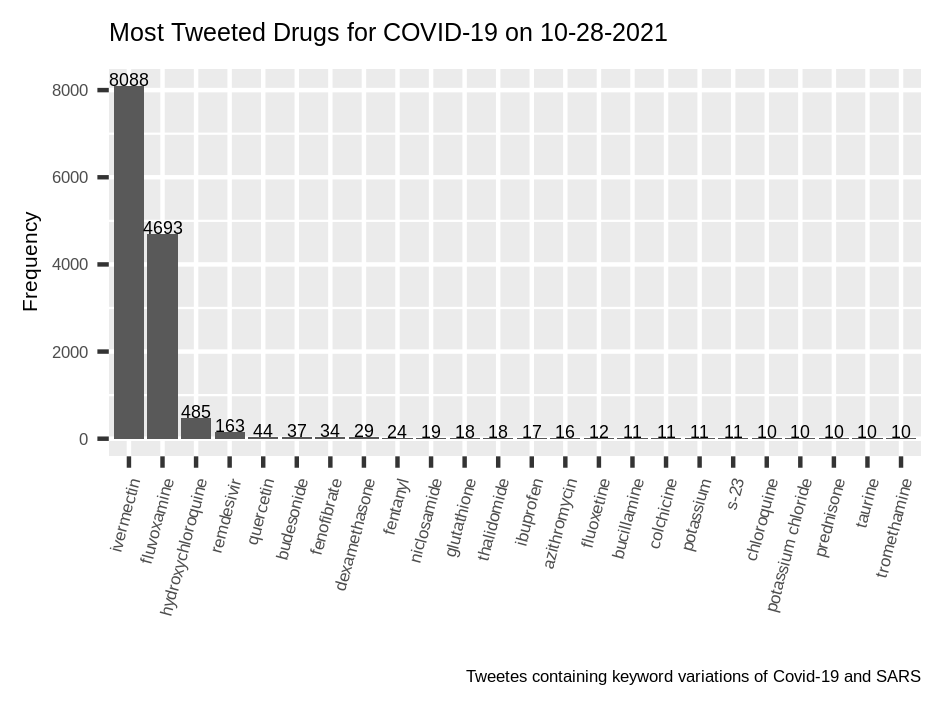 Most Tweeted Drugs for COVID-19 on 10-28-2021
Frequency
8000
6000
4000
2000
0
8088
4693
485
163
44
37
34
29
24
19
18
18
17
16
12
11
11
11
11
10
10
10
10
10
ivermectin
fluvoxamine
hydroxychloroquine
remdesivir
quercetin
budesonide
fenofibrate
dexamethasone
fentanyl
niclosamide
glutathione
thalidomide
ibuprofen
azithromycin
fluoxetine
bucillamine
colchicine
potassium
s-23
chloroquine
potassium chloride
prednisone
taurine
tromethamine
Tweetes containing keyword variations of Covid-19 and SARS